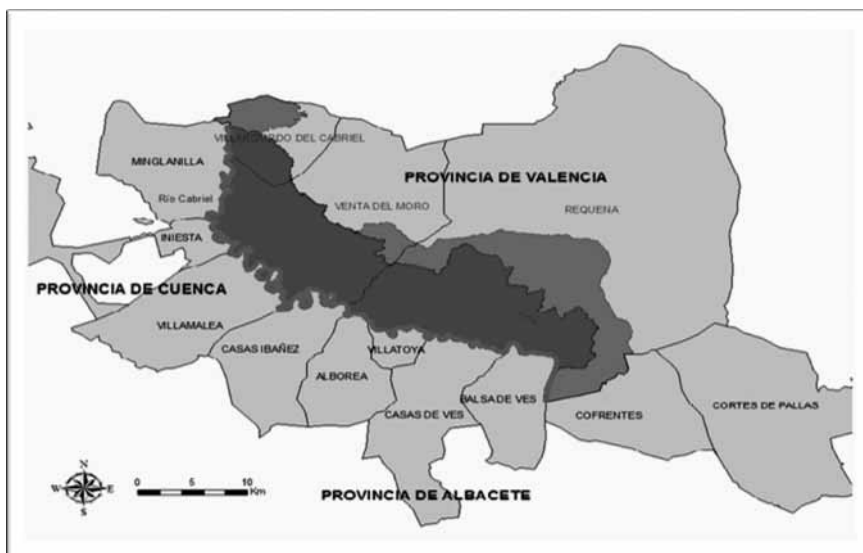 VILLARGORDO DEL CABRIEL
MINGLANILLA
PROVINCIA DE VALENCIA
Río Cabriel
VENTA DEL MORO
REQUENA
INIESTA
PROVINCIA DE CUENCA
VILLAMALEA
CASAS IBAÑEZ
VILLATOYA
ALBOREA
BALSA DE VES
CASAS DE VES
COFRENTES
CORTES DE PALLAS
N
W
E
S
0 5 10
Km
PROVINCIA DE ALBACETE